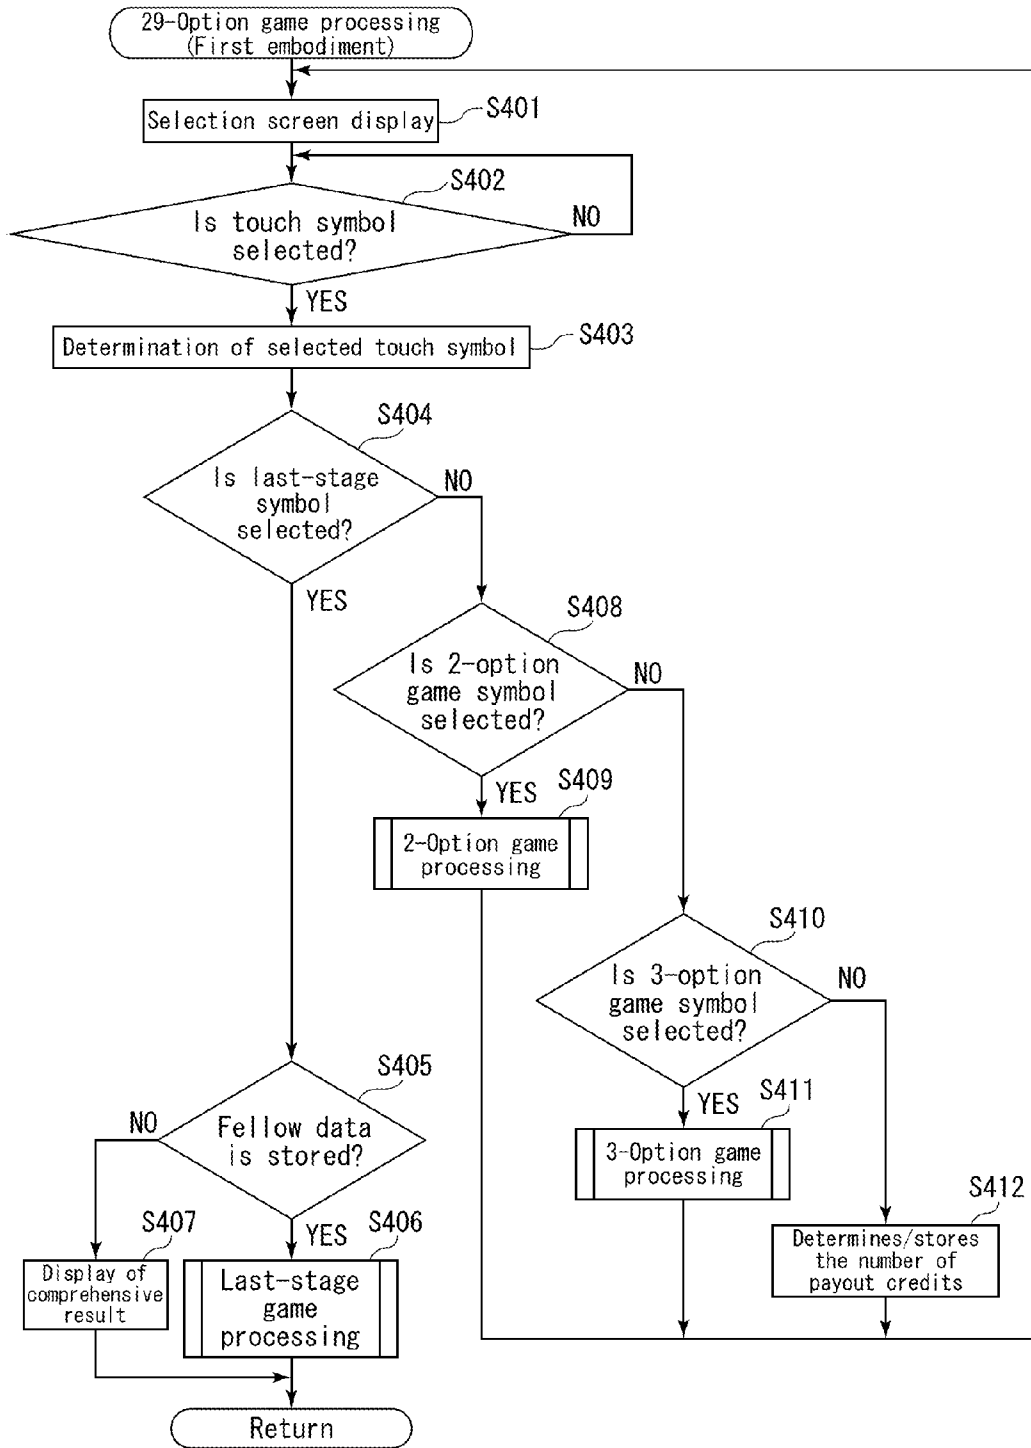 29-Option game processing
(First embodiment)
S401
Selection screen display
S402
Is touch symbol
selected?
NO
YES
S403
Determination of selected touch symbol
S404
Is last-stage
symbol
selected?
NO
YES
S408
Is 2-option
game symbol
selected?
NO
YES
S409
2-Option game
processing
S410
Is 3-option
game symbol
selected?
NO
YES
S411
3-Option game
processing
S412
Determines/stores
the number of
payout credits
S405
Fellow data
is stored?
NO
YES
S407
Display of
comprehensive
result
S406
Last-stage
game
processing
Return